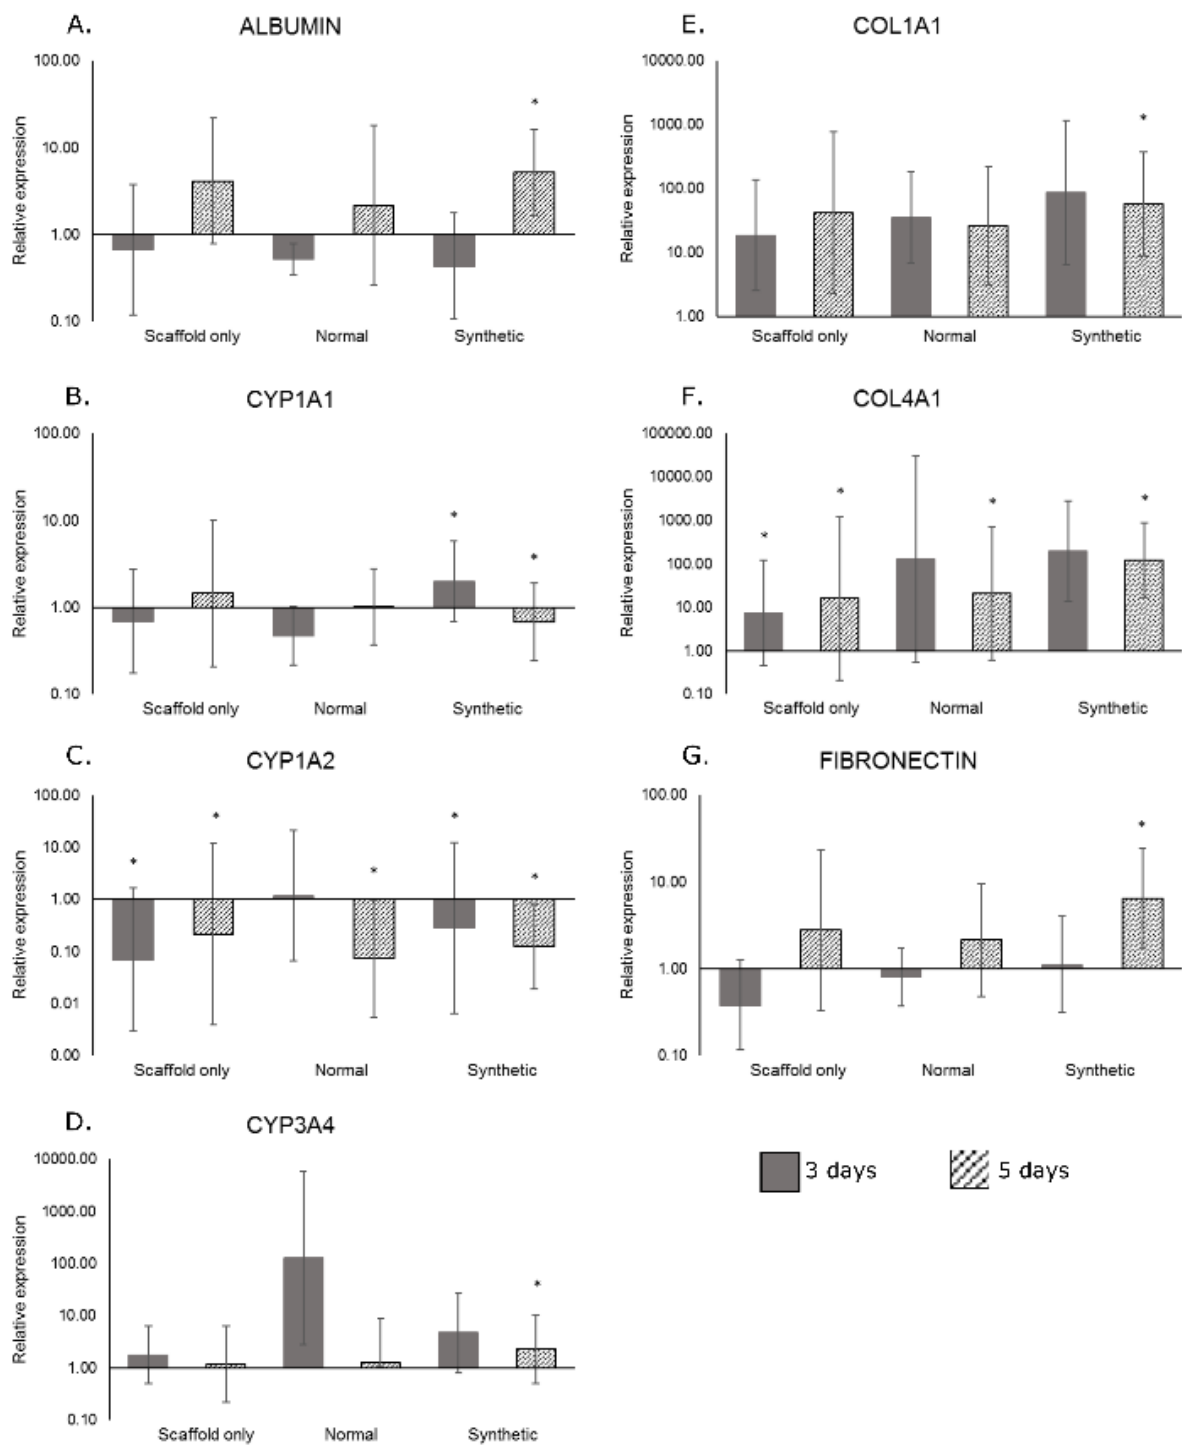 A. ALBUMIN
100.00
*
10.00
Relative expression
1.00
0.10
Scaffold only Normal Synthetic
B. CYP1A1
100.00
10.00
* *
Relative expression
1.00
0.10
Scaffold only Normal Synthetic
C. CYP1A2
100.00
* * * * *
10.00
Relative expression
1.00
0.10
0.01
0.00
Scaffold only Normal Synthetic
D. CYP3A4
10000.00
1000.00
100.00
Relative expression
*
10.00
1.00
0.10
Scaffold only Normal Synthetic
E. COL1A1
10000.00
1000.00
*
100.00
Relative expression
10.00
1.00
Scaffold only Normal Synthetic
F. COL4A1
100000.00
10000.00
* * * *
1000.00
Relative expression
100.00
10.00
1.00
0.10
Scaffold only Normal Synthetic
G. FIBRONECTIN
100.00
*
10.00
Relative expression
1.00
0.10
Scaffold only Normal Synthetic
3 days 5 days